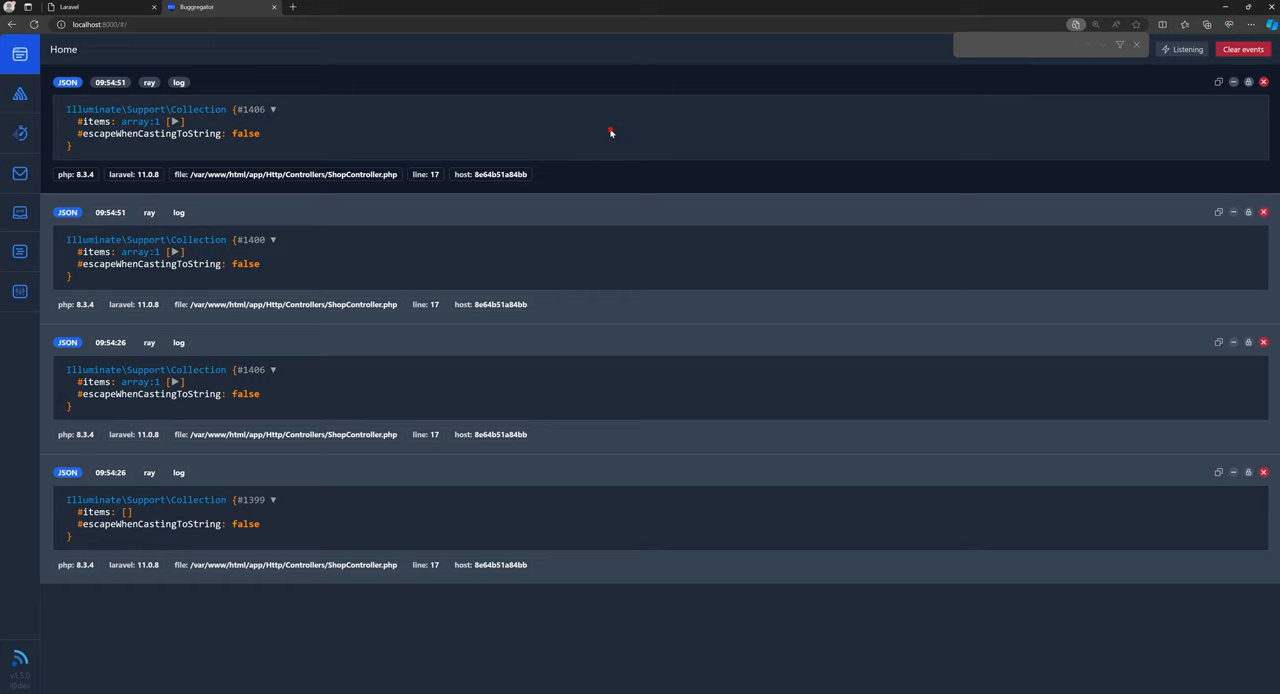 Laravel
Buggregator
localhost:8000/#/
Home
Listening
Clear events
JSON 09:54:51 ray log
Illuminate\Support\Collection {#1406 ▼
#items: array:1 [▶]
#escapeWhenCastingToString: false
}
php: 8.3.4 laravel: 11.0.8 file: /var/www/html/app/Http/Controllers/ShopController.php line: 17 host: 8e64b51a84bb
JSON 09:54:51 ray log
Illuminate\Support\Collection {#1400 ▼
#items: array:1 [▶]
#escapeWhenCastingToString: false
}
php: 8.3.4 laravel: 11.0.8 file: /var/www/html/app/Http/Controllers/ShopController.php line: 17 host: 8e64b51a84bb
JSON 09:54:26 ray log
Illuminate\Support\Collection {#1406 ▼
#items: array:1 [▶]
#escapeWhenCastingToString: false
}
php: 8.3.4 laravel: 11.0.8 file: /var/www/html/app/Http/Controllers/ShopController.php line: 17 host: 8e64b51a84bb
JSON 09:54:26 ray log
Illuminate\Support\Collection {#1399 ▼
#items: []
#escapeWhenCastingToString: false
}
php: 8.3.4 laravel: 11.0.8 file: /var/www/html/app/Http/Controllers/ShopController.php line: 17 host: 8e64b51a84bb
v1.5.0
@dev